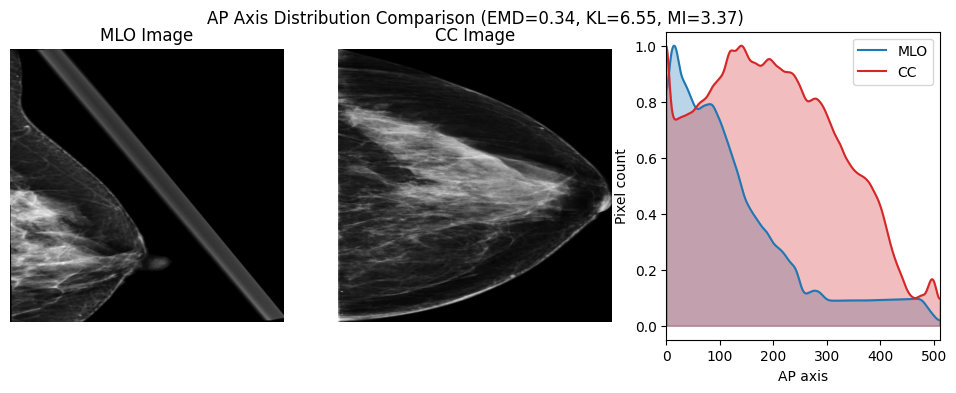 AP Axis Distribution Comparison (EMD=0.34, KL=6.55, MI=3.37)
MLO Image
CC Image
MLO
CC
Pixel count
1.0
0.8
0.6
0.4
0.2
0.0
0 100 200 300 400 500
AP axis